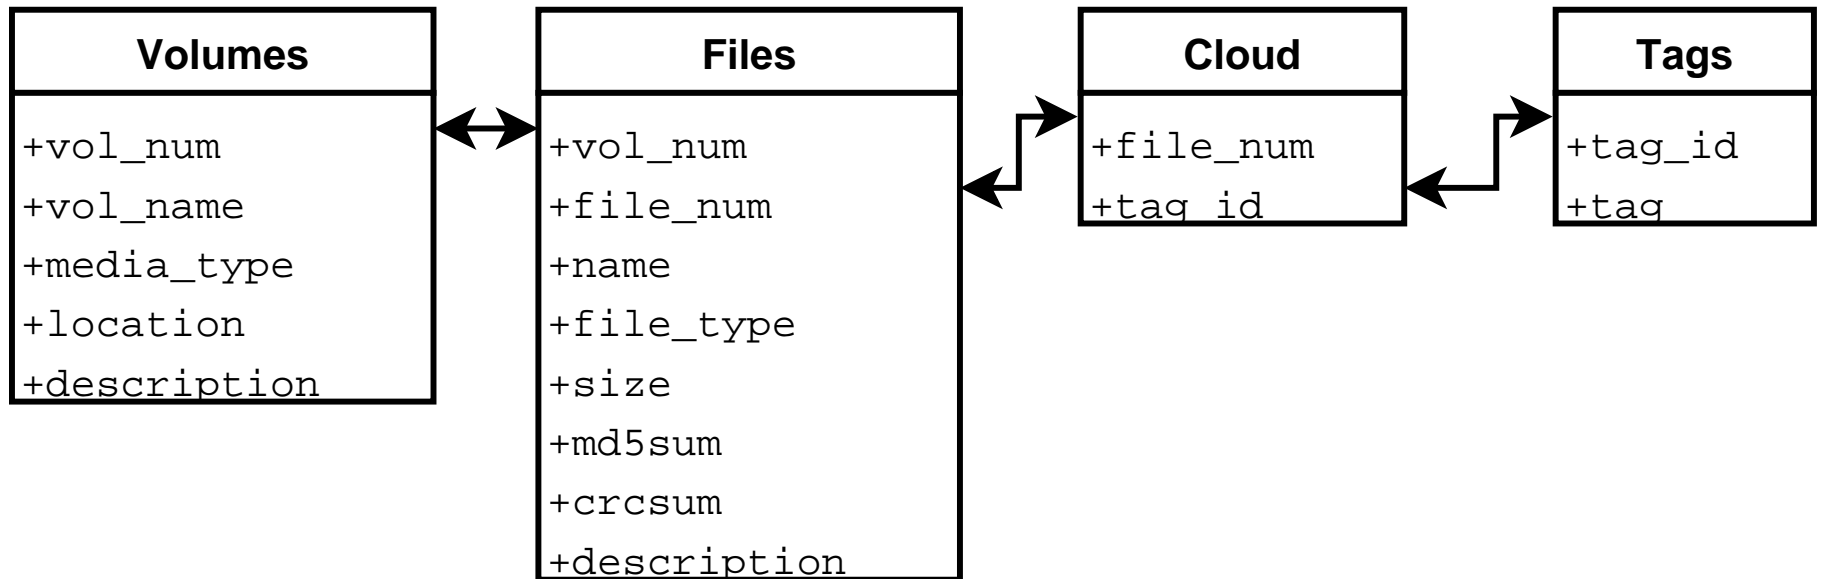 Volumes
+vol_num
+vol_name
+media_type
+location
+description
Files
+vol_num
+file_num
+name
+file_type
+size
+md5sum
+crcsum
+description
Cloud
+file_num
+tag_id
Tags
+tag_id
+tag